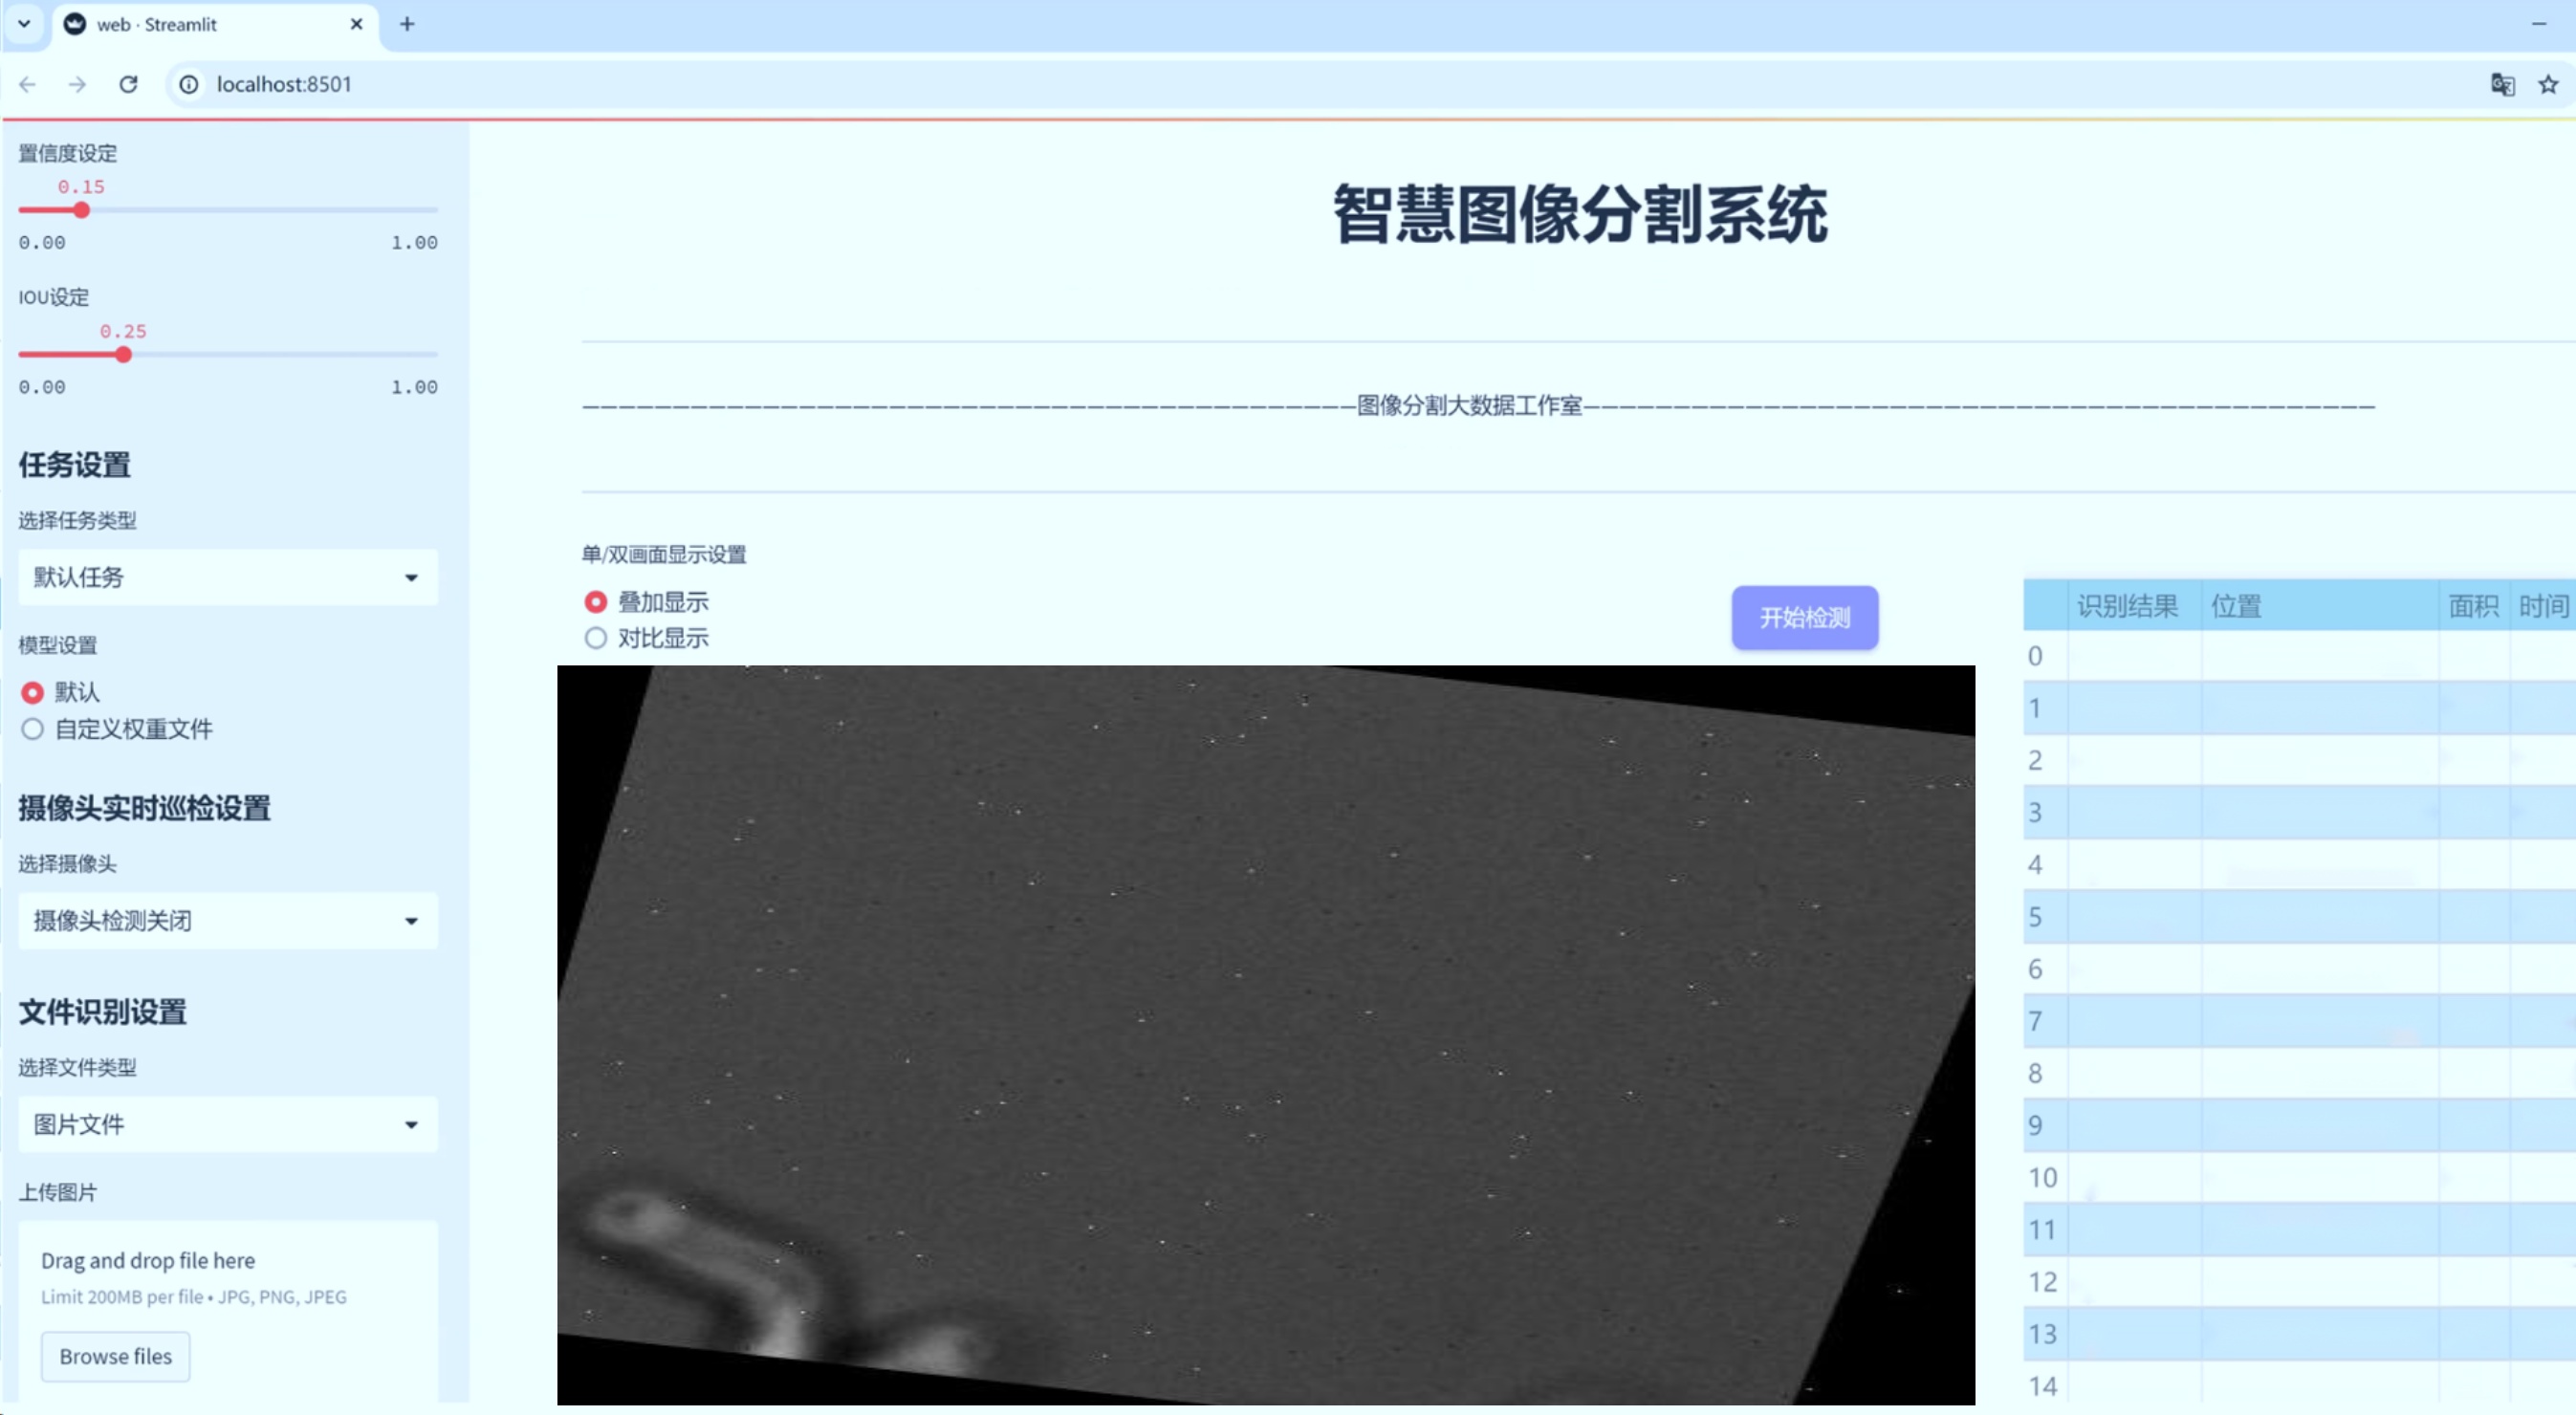 web · Streamlit
localhost:8501
置信度设定
0.15
0.00 1.00
IOU设定
0.25
0.00 1.00
任务设置
选择任务类型
默认任务
模型设置
默认
自定义权重文件
摄像头实时巡检设置
选择摄像头
摄像头检测关闭
文件识别设置
选择文件类型
图片文件
上传图片
Drag and drop file here
Limit 200MB per file • JPG, PNG, JPEG
Browse files
智慧图像分割系统
———————————————————————————————————————————图像分割大数据工作室————————————————————————————————————————————
单/双画面显示设置
叠加显示
对比显示
开始检测
识别结果 位置 面积 时间
0
1
2
3
4
5
6
7
8
9
10
11
12
13
14